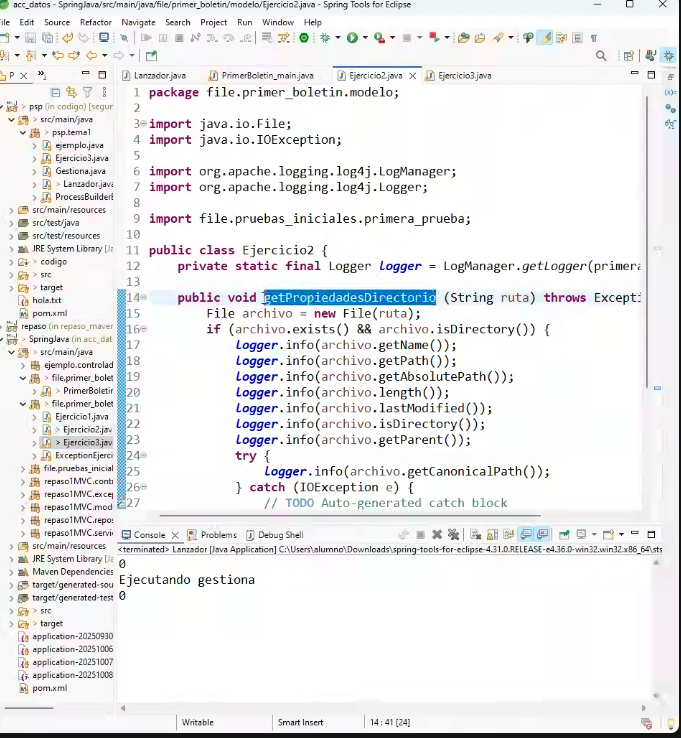 acc_datos - SpringJava/src/main/java/file/primer_boletin/modelo/Ejercicio2.java - Spring Tools for Eclipse
File Edit Source Refactor Navigate Search Project Run Window Help
Lanzador.java PrimerBoletin_main.java Ejercicio2.java Ejercicio3.java
psp (in codigo) [segur
src/main/java
psp.tema1
ejemplo.java
Ejercicio3.java
Gestiona.java
> Lanzador.java
ProcessBuilderE
src/main/resources
src/test/java
src/test/resources
JRE System Library [Ja
> codigo
> src
> target
hola.txt
pom.xml
repaso [in repaso_maver
> SpringJava [in acc_dat
> src/main/java
ejemplo.controlad
> file.primer_bolet
> PrimerBoletin
> file.primer_bolet
Ejercicio1.java
> Ejercicio2.jav
> Ejercicio3.jav
ExceptionEjerci
file.pruebas_inicial
repaso1MVC.cont
repaso1MVC.exce
repaso1MVC.mod
repaso1MVC.repo
repaso1MVC.servic
src/main/resources
JRE System Library [Ja
Maven Dependencies
target/generated-sou
target/generated-test
> src
> target
application-20250930
application-20251006
application-20251007
application-20251008
pom.xml
1 package file.primer_boletin.modelo;
2
3 import java.io.File;
4 import java.io.IOException;
5
6 import org.apache.logging.log4j.LogManager;
7 import org.apache.logging.log4j.Logger;
8
9 import file.pruebas_iniciales.primera_prueba;
10
11 public class Ejercicio2 {
12 private static final Logger logger = LogManager.getLogger(primera
13
14 public void getPropiedadesDirectorio (String ruta) throws Excepti
15 File archivo = new File(ruta);
16 if (archivo.exists() && archivo.isDirectory()) {
17 logger.info(archivo.getName());
18 logger.info(archivo.getPath());
19 logger.info(archivo.getAbsolutePath());
20 logger.info(archivo.length());
21 logger.info(archivo.lastModified());
22 logger.info(archivo.isDirectory());
23 logger.info(archivo.getParent());
24 try {
25 logger.info(archivo.getCanonicalPath());
26 } catch (IOException e) {
27 // TODO Auto-generated catch block
Console Problems Debug Shell
<terminated> Lanzador [Java Application] C:\Users\alumno\Downloads\spring-tools-for-eclipse-4.31.0.RELEASE-e4.36.0-win32.win32.x86_64\sts
0
Ejecutando gestiona
0
Writable Smart Insert 14 : 41 [24]